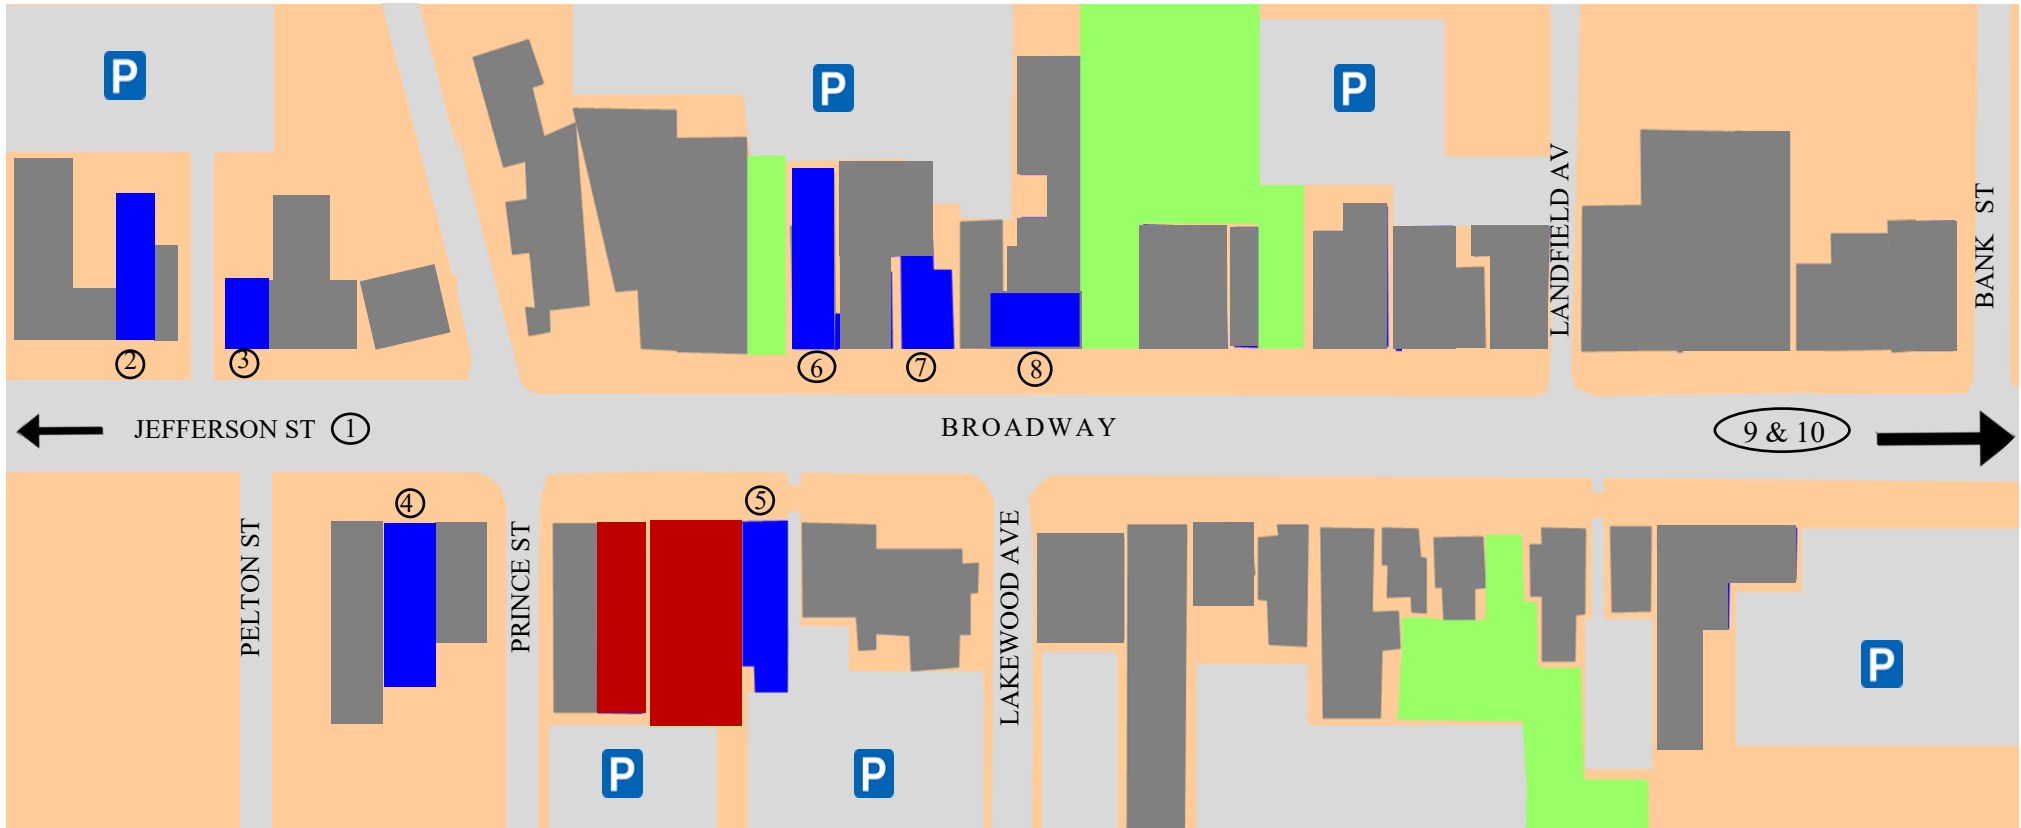 P
P
P
LANDFIELD AV
BANK ST
2
3
6
7
8
JEFFERSON ST 1
BROADWAY
9 & 10
4
5
PELTON ST
PRINCE ST
LAKEWOOD AVE
P
P
P